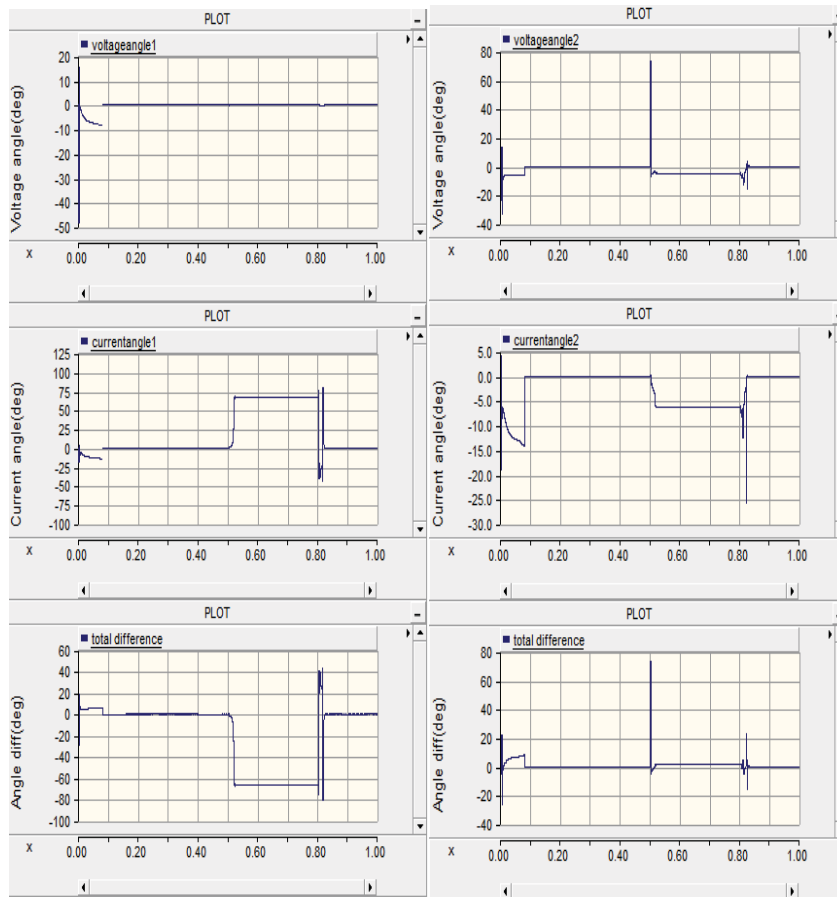 PLOT
voltageangle1
Voltage angle(deg)
20
10
0
-10
-20
-30
-40
-50
x
0.00 0.20 0.40 0.60 0.80 1.00
PLOT
voltageangle2
Voltage angle(deg)
80
60
40
20
0
-20
-40
x
0.00 0.20 0.40 0.60 0.80 1.00
PLOT
currentangle1
Current angle(deg)
125
100
75
50
25
0
-25
-50
-75
-100
x
0.00 0.20 0.40 0.60 0.80 1.00
PLOT
currentangle2
Current angle(deg)
5.0
0.0
-5.0
-10.0
-15.0
-20.0
-25.0
-30.0
x
0.00 0.20 0.40 0.60 0.80 1.00
PLOT
total difference
Angle diff(deg)
60
40
20
0
-20
-40
-60
-80
-100
x
0.00 0.20 0.40 0.60 0.80 1.00
PLOT
total difference
Angle diff(deg)
80
60
40
20
0
-20
-40
x
0.00 0.20 0.40 0.60 0.80 1.00